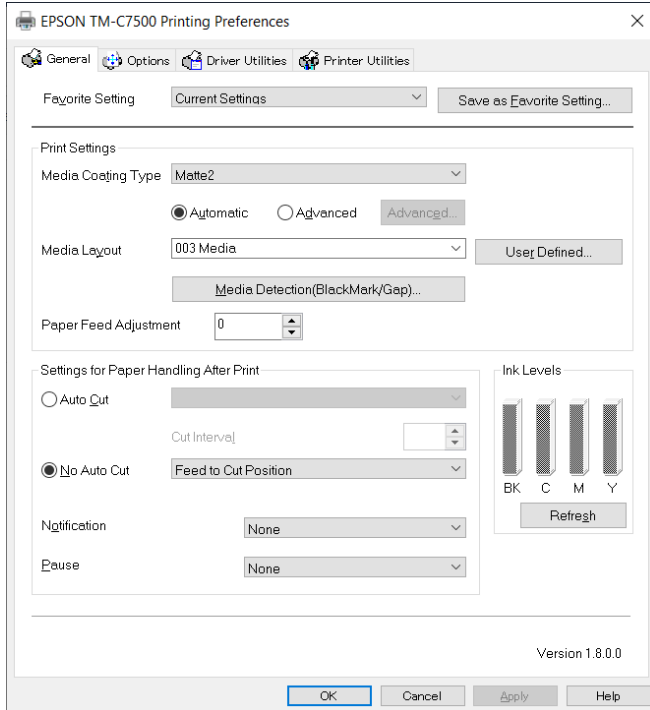 EPSON TM-C7500 Printing Preferences
General Options Driver Utilities Printer Utilities
Favorite Setting Current Settings Save as Favorite Setting...
Print Settings
Media Coating Type Matte2
Automatic Advanced Advanced...
Media Layout 003 Media User Defined...
Media Detection(BlackMark/Gap)...
Paper Feed Adjustment 0
Settings for Paper Handling After Print Ink Levels
Auto Cut
Cut Interval
No Auto Cut Feed to Cut Position
BK C M Y
Refresh
Notification None
Pause None
Version 1.8.0.0
OK Cancel Apply Help